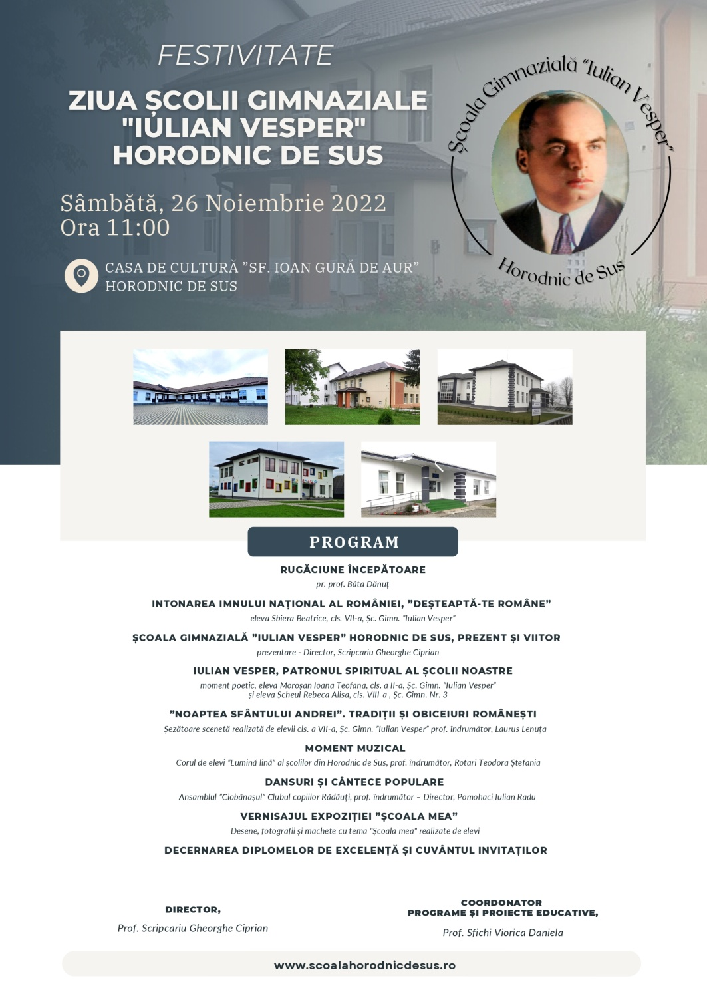 FESTIVITATE
ZIUA ȘCOLII GIMNAZIALE
"IULIAN VESPER"
HORODNIC DE SUS
Sâmbătă, 26 Noiembrie 2022
Ora 11:00
CASA DE CULTURĂ ”SF. IOAN GURĂ DE AUR”
HORODNIC DE SUS
Școala Gimnazială "Iulian Vesper"
Horodnic de Sus
PROGRAM
RUGĂCIUNE ÎNCEPĂTOARE
pr. prof. Bâta Dănuț
INTONAREA IMNULUI NAȚIONAL AL ROMÂNIEI, ”DEȘTEAPTĂ-TE ROMÂNE”
eleva Sbiera Beatrice, cls. VII-a, Șc. Gimn. "Iulian Vesper"
ȘCOALA GIMNAZIALĂ ”IULIAN VESPER” HORODNIC DE SUS, PREZENT ȘI VIITOR
prezentare - Director, Scripcariu Gheorghe Ciprian
IULIAN VESPER, PATRONUL SPIRITUAL AL ȘCOLII NOASTRE
moment poetic, eleva Moroșan Ioana Teofana, cls. a II-a, Șc. Gimn. "Iulian Vesper"
și eleva Șcheul Rebeca Alisa, cls. VIII-a , Șc. Gimn. Nr. 3
”NOAPTEA SFÂNTULUI ANDREI”. TRADIȚII ȘI OBICEIURI ROMÂNEȘTI
Șezătoare scenetă realizată de elevii cls. a VII-a, Șc. Gimn. "Iulian Vesper" prof. îndrumător, Laurus Lenuța
MOMENT MUZICAL
Corul de elevi "Lumină lină" al școlilor din Horodnic de Sus, prof. îndrumător, Rotari Teodora Ștefania
DANSURI ȘI CÂNTECE POPULARE
Ansamblul "Ciobănașul" Clubul copiilor Rădăuți, prof. îndrumător – Director, Pomohaci Iulian Radu
VERNISAJUL EXPOZIȚIEI ”ȘCOALA MEA”
Desene, fotografii și machete cu tema "Școala mea" realizate de elevi
DECERNAREA DIPLOMELOR DE EXCELENȚĂ ȘI CUVÂNTUL INVITAȚILOR
DIRECTOR,
Prof. Scripcariu Gheorghe Ciprian
COORDONATOR
PROGRAME ȘI PROIECTE EDUCATIVE,
Prof. Sfichi Viorica Daniela
www.scoalahorodnicdesus.ro